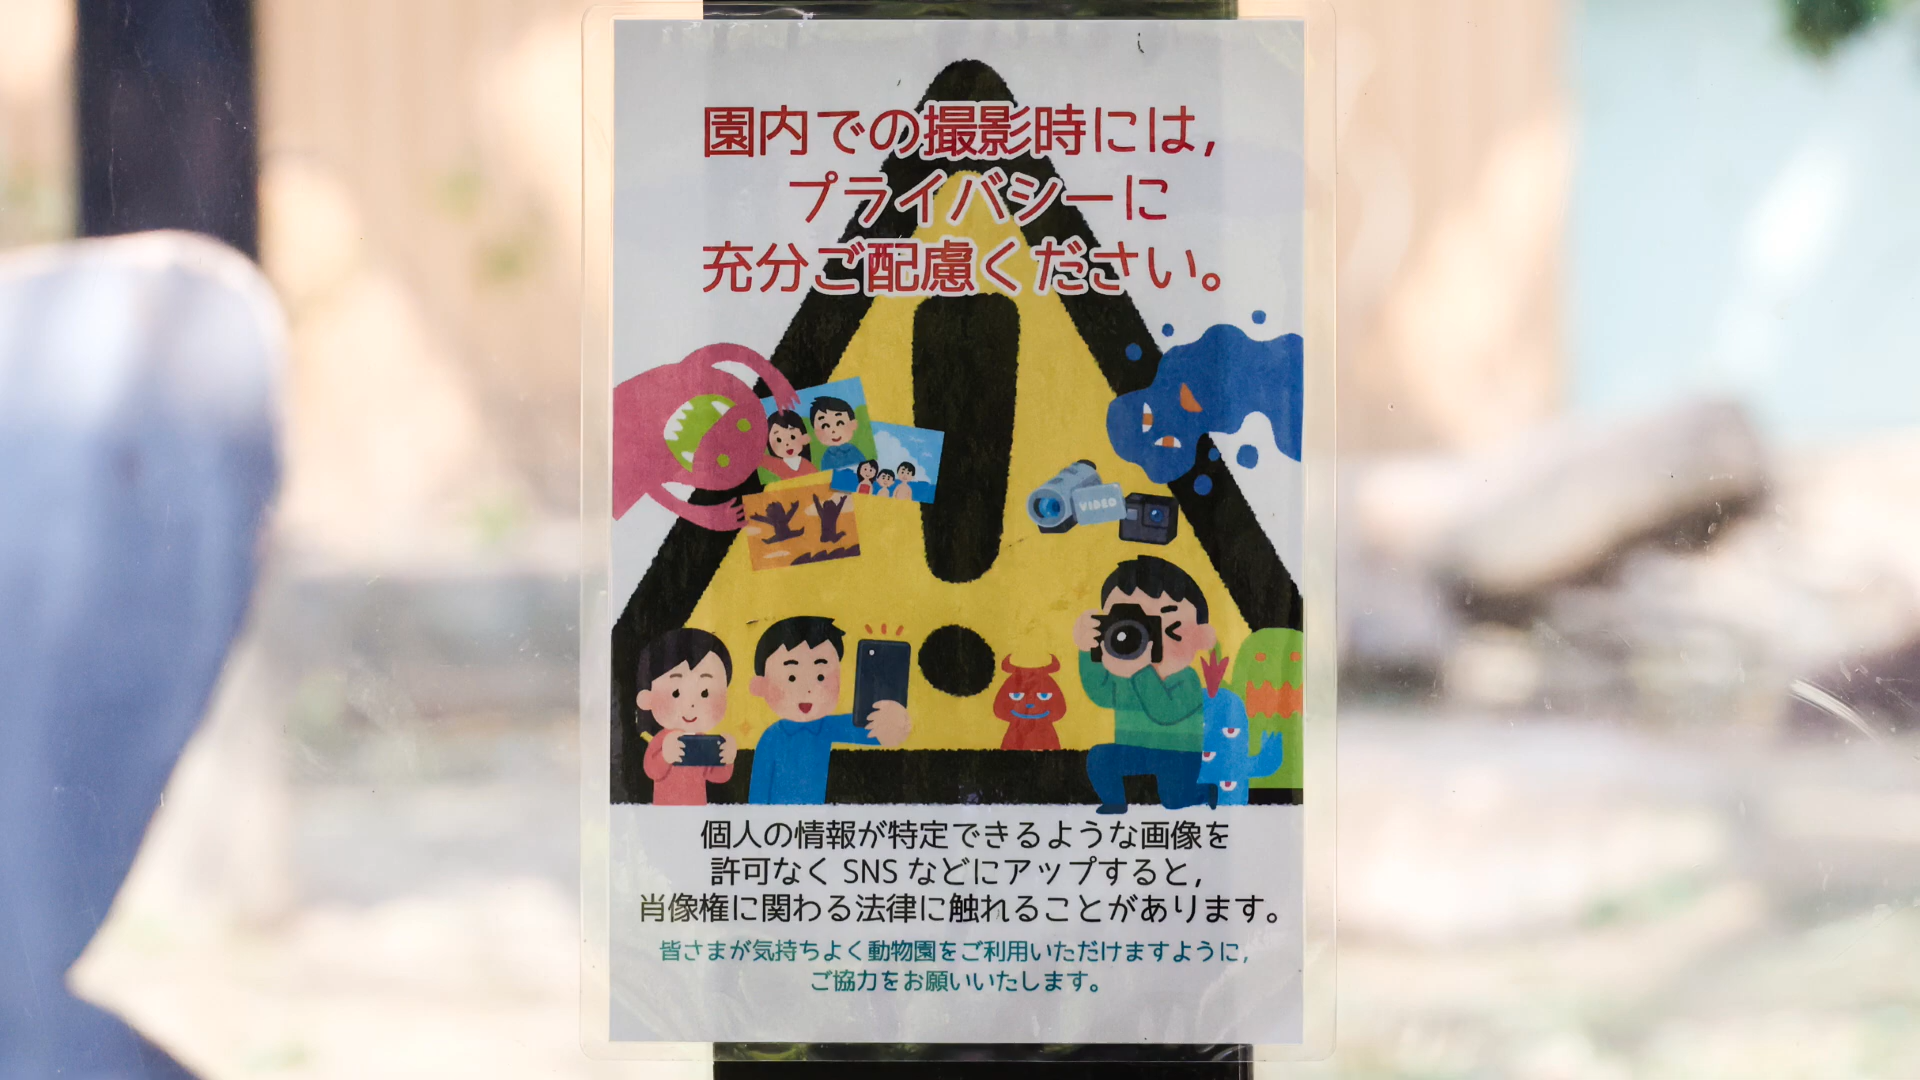 園内での撮影時には,
プライバシーに
充分ご配慮ください。
VIDEO
個人の情報が特定できるような画像を
許可なく SNS などにアップすると,
肖像権に関わる法律に触れることがあります。
皆さまが気持ちよく動物園をご利用いただけますように,
ご協力をお願いいたします。